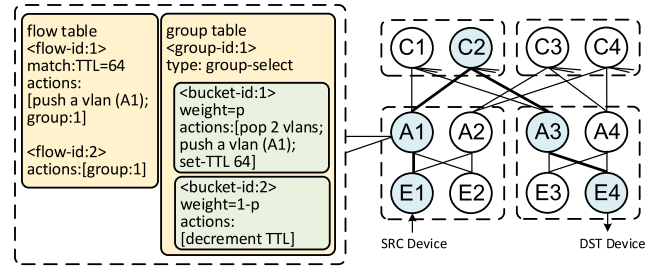 flow table
<flow-id:1>
match:TTL=64
actions:
[push a vlan (A1);
group:1]
<flow-id:2>
actions:[group:1]
group table
<group-id:1>
type: group-select
<bucket-id:1>
weight=p
actions:[pop 2 vlans;
push a vlan (A1);
set-TTL 64]
<bucket-id:2>
weight=1-p
actions:
[decrement TTL]
C1 C2 C3 C4
A1 A2 A3 A4
E1 E2 E3 E4
SRC Device DST Device